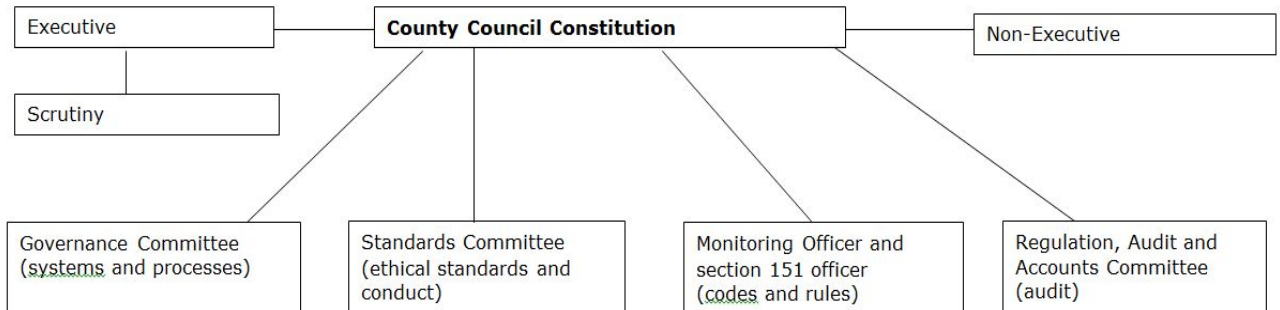 Executive
County Council Constitution
Non-Executive
Scrutiny
Governance Committee
(systems and processes)
Standards Committee
(ethical standards and
conduct)
Monitoring Officer and
section 151 officer
(codes and rules)
Regulation, Audit and
Accounts Committee
(audit)